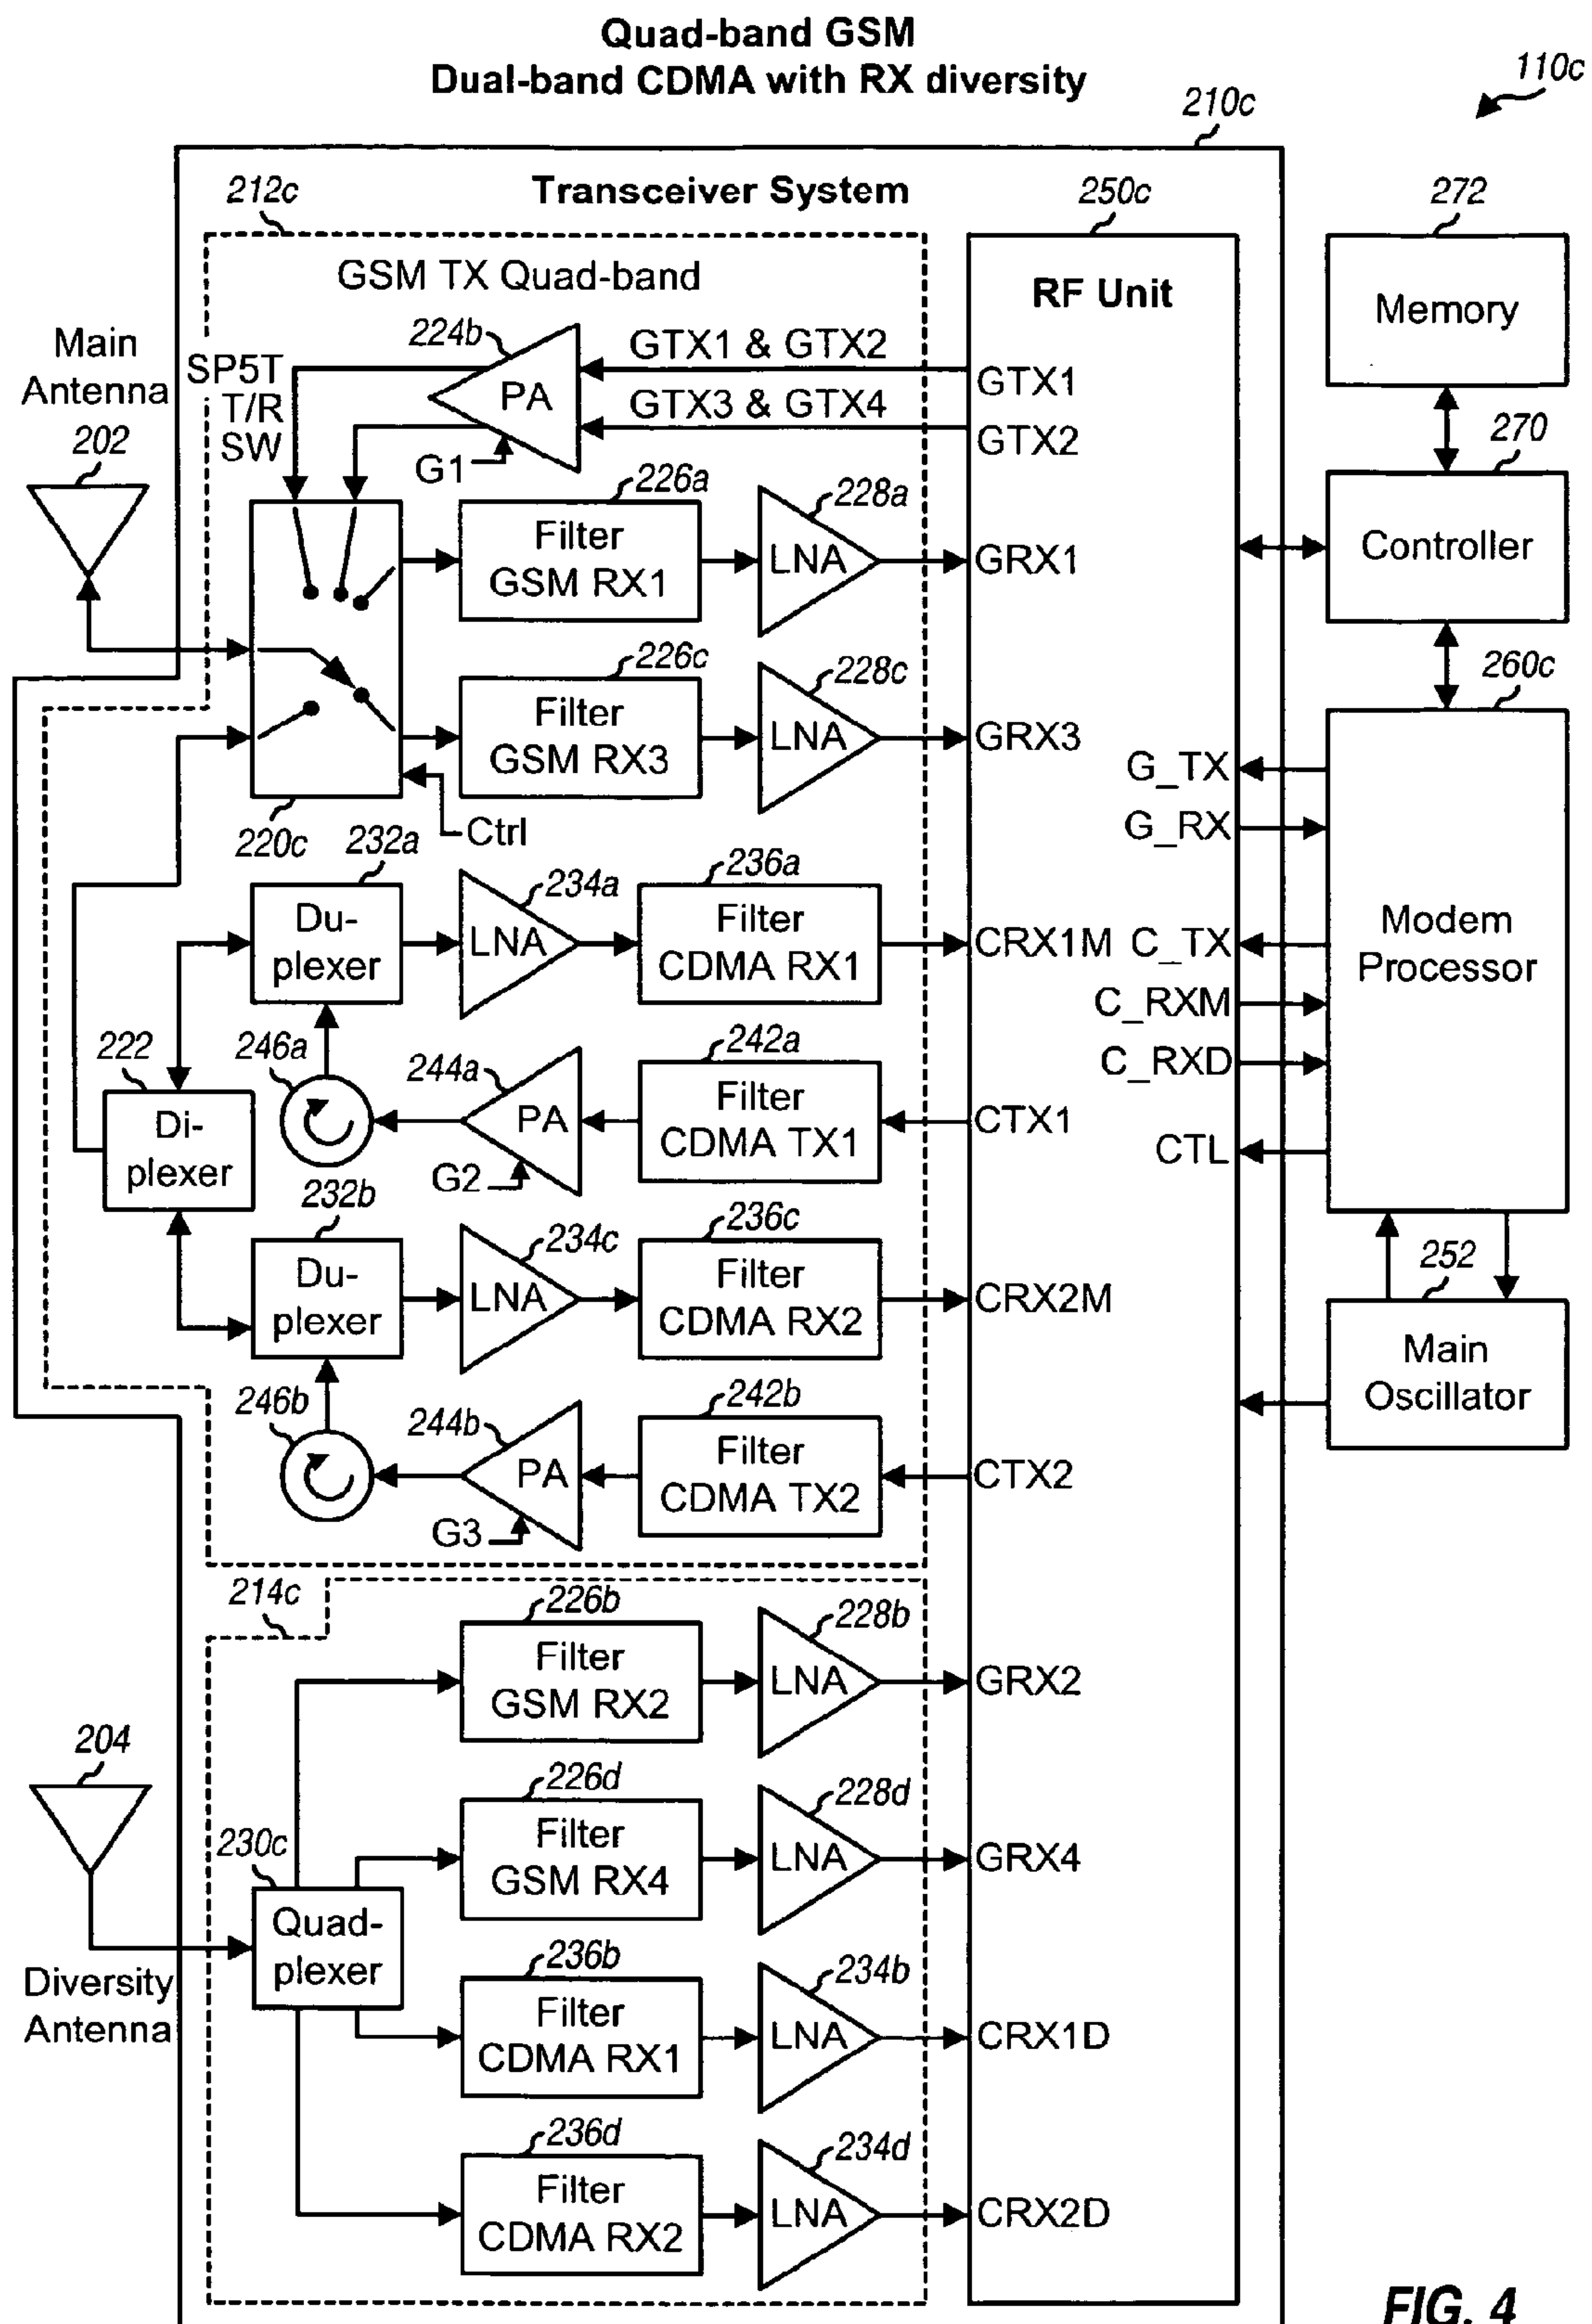 Quad-band GSM
Dual-band CDMA with RX diversity
110c
210c
Transceiver System
212c
250c
272
GSM TX Quad-band
RF Unit
Memory
Main
Antenna
202
SP5T
T/R
SW
224b
PA
G1
GTX1 & GTX2
GTX3 & GTX4
GTX1
GTX2
270
Controller
226a
Filter
GSM RX1
228a
LNA
GRX1
226c
Filter
GSM RX3
228c
LNA
GRX3
260c
Modem
Processor
G_TX
G_RX
220c
Ctrl
232a
Du-
plexer
234a
LNA
236a
Filter
CDMA RX1
CRX1M
C_TX
C_RXM
C_RXD
222
Di-
plexer
246a
244a
PA
G2
242a
Filter
CDMA TX1
CTX1
CTL
232b
Du-
plexer
234c
LNA
236c
Filter
CDMA RX2
CRX2M
252
Main
Oscillator
246b
244b
PA
G3
242b
Filter
CDMA TX2
CTX2
214c
226b
Filter
GSM RX2
228b
LNA
GRX2
204
226d
Filter
GSM RX4
228d
LNA
GRX4
230c
Quad-
plexer
Diversity
Antenna
236b
Filter
CDMA RX1
234b
LNA
CRX1D
236d
Filter
CDMA RX2
234d
LNA
CRX2D
FIG. 4